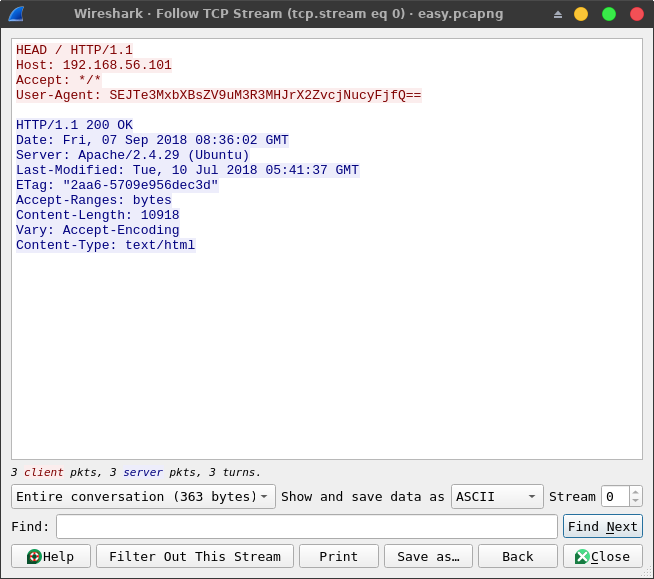 Wireshark · Follow TCP Stream (tcp.stream eq 0) · easy.pcapng
HEAD / HTTP/1.1
Host: 192.168.56.101
Accept: */*
User-Agent: SEJTe3MxbXBsZV9uM3R3MHJrX2ZvcjNucyFjfQ==
HTTP/1.1 200 OK
Date: Fri, 07 Sep 2018 08:36:02 GMT
Server: Apache/2.4.29 (Ubuntu)
Last-Modified: Tue, 10 Jul 2018 05:41:37 GMT
ETag: "2aa6-5709e956dec3d"
Accept-Ranges: bytes
Content-Length: 10918
Vary: Accept-Encoding
Content-Type: text/html
3 client pkts, 3 server pkts, 3 turns.
Entire conversation (363 bytes) Show and save data as ASCII Stream 0
Find: Find Next
Help Filter Out This Stream Print Save as… Back Close